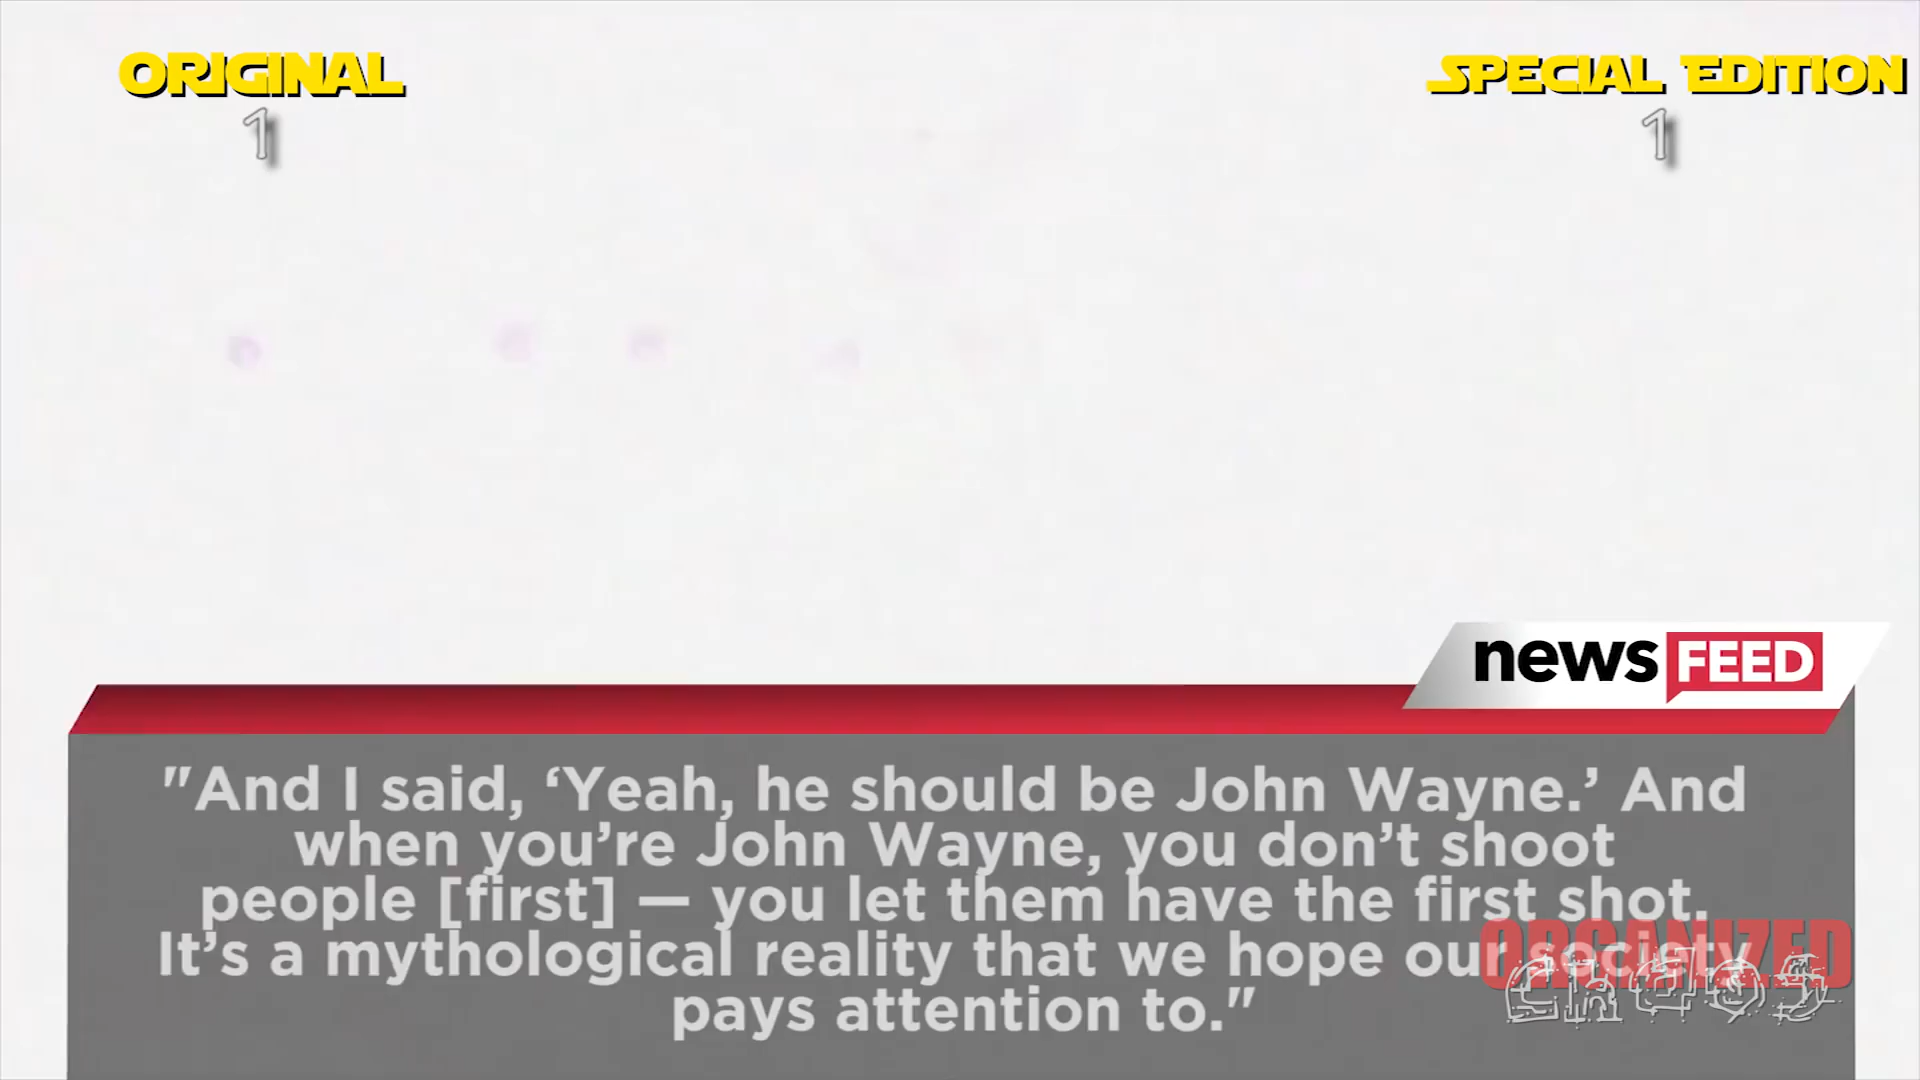 ORIGINAL
SPECIAL EDITION
1
1
newsFEED
"And I said, ‘Yeah, he should be John Wayne.’ And
when you’re John Wayne, you don’t shoot
people [first] — you let them have the first shot.
It’s a mythological reality that we hope our society
pays attention to."
ORGANIZED
CHAOS